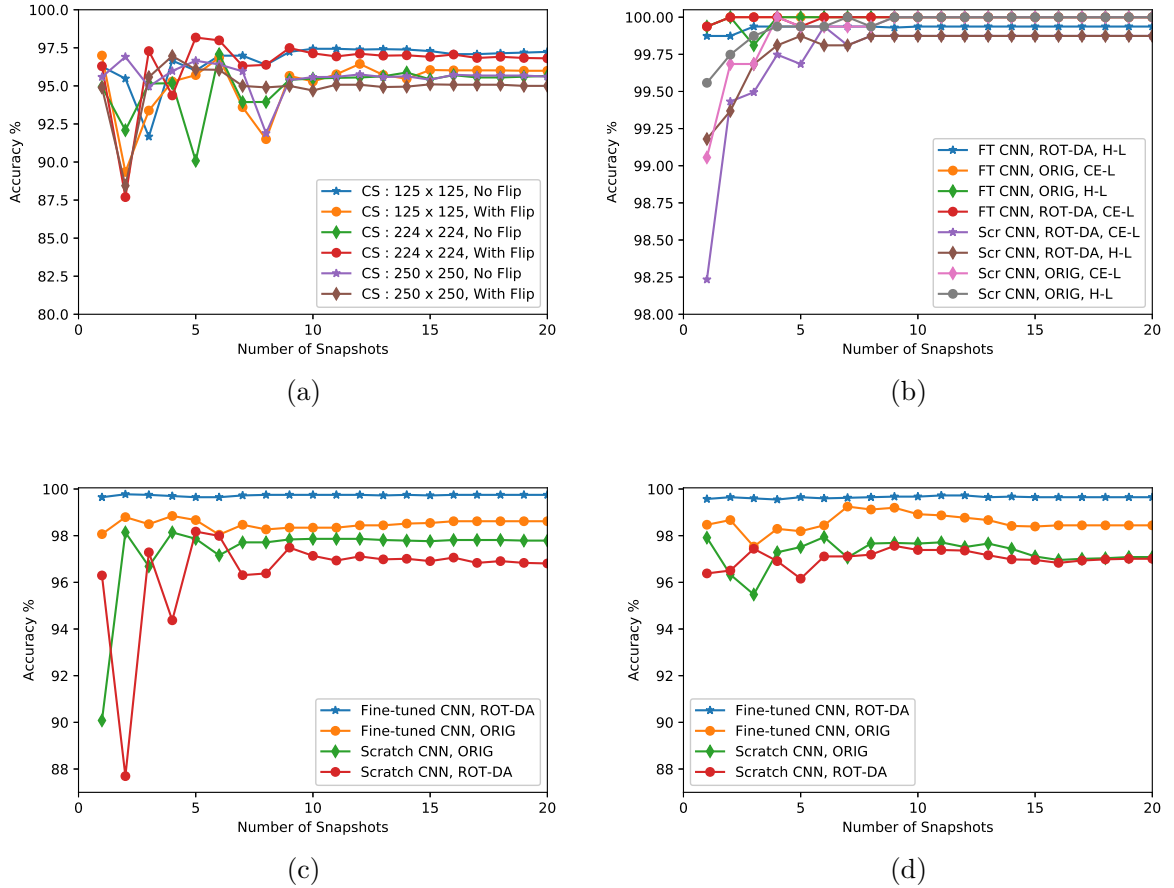 100.0
97.5
95.0
92.5
90.0
87.5
85.0
82.5
80.0
Accuracy %
CS : 125 x 125, No Flip
CS : 125 x 125, With Flip
CS : 224 x 224, No Flip
CS : 224 x 224, With Flip
CS : 250 x 250, No Flip
CS : 250 x 250, With Flip
0 5 10 15 20
Number of Snapshots
(a)
100.00
99.75
99.50
99.25
99.00
98.75
98.50
98.25
98.00
Accuracy %
FT CNN, ROT-DA, H-L
FT CNN, ORIG, CE-L
FT CNN, ORIG, H-L
FT CNN, ROT-DA, CE-L
Scr CNN, ROT-DA, CE-L
Scr CNN, ROT-DA, H-L
Scr CNN, ORIG, CE-L
Scr CNN, ORIG, H-L
0 5 10 15 20
Number of Snapshots
(b)
100
98
96
94
92
90
88
Accuracy %
Fine-tuned CNN, ROT-DA
Fine-tuned CNN, ORIG
Scratch CNN, ORIG
Scratch CNN, ROT-DA
0 5 10 15 20
Number of Snapshots
(c)
100
98
96
94
92
90
88
Accuracy %
Fine-tuned CNN, ROT-DA
Fine-tuned CNN, ORIG
Scratch CNN, ORIG
Scratch CNN, ROT-DA
0 5 10 15 20
Number of Snapshots
(d)